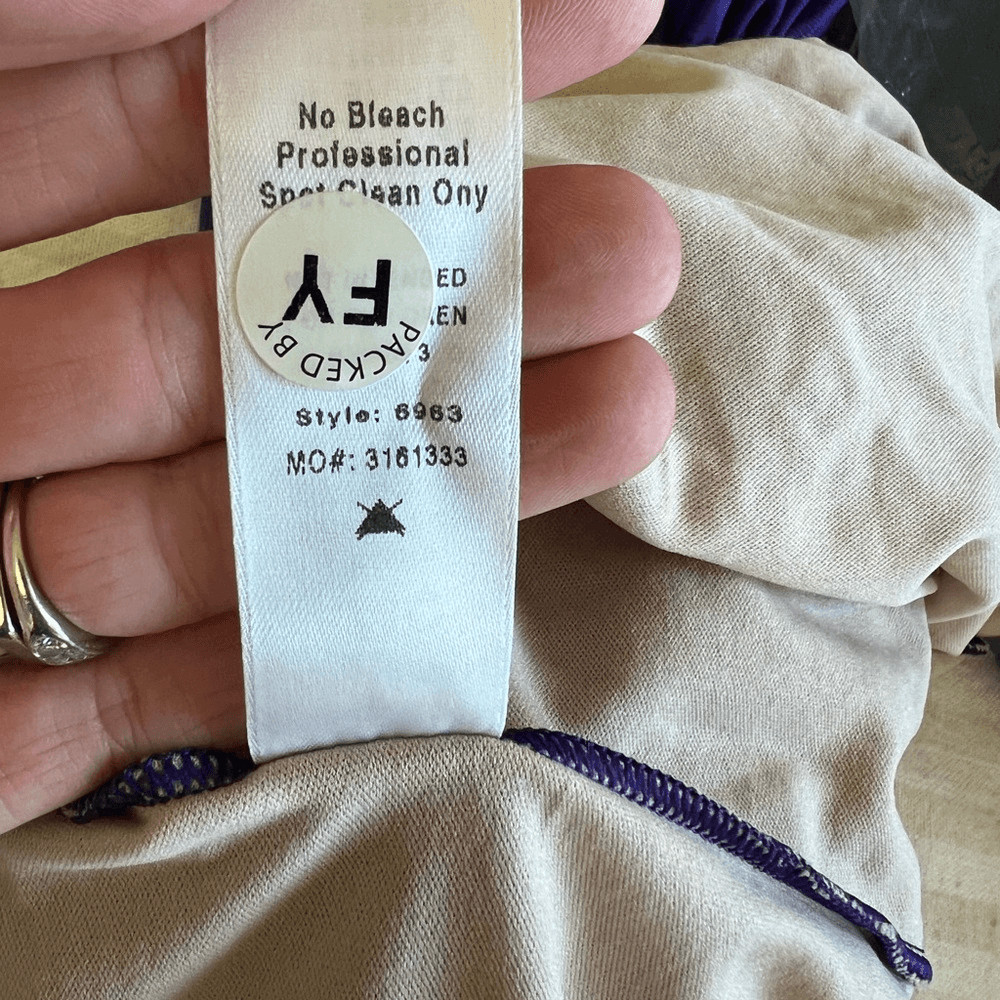 No Bleach
Professional
Spot Clean Ony
ED
EN
3
Style: 6963
MO#: 3161333
FY
PACKED BY